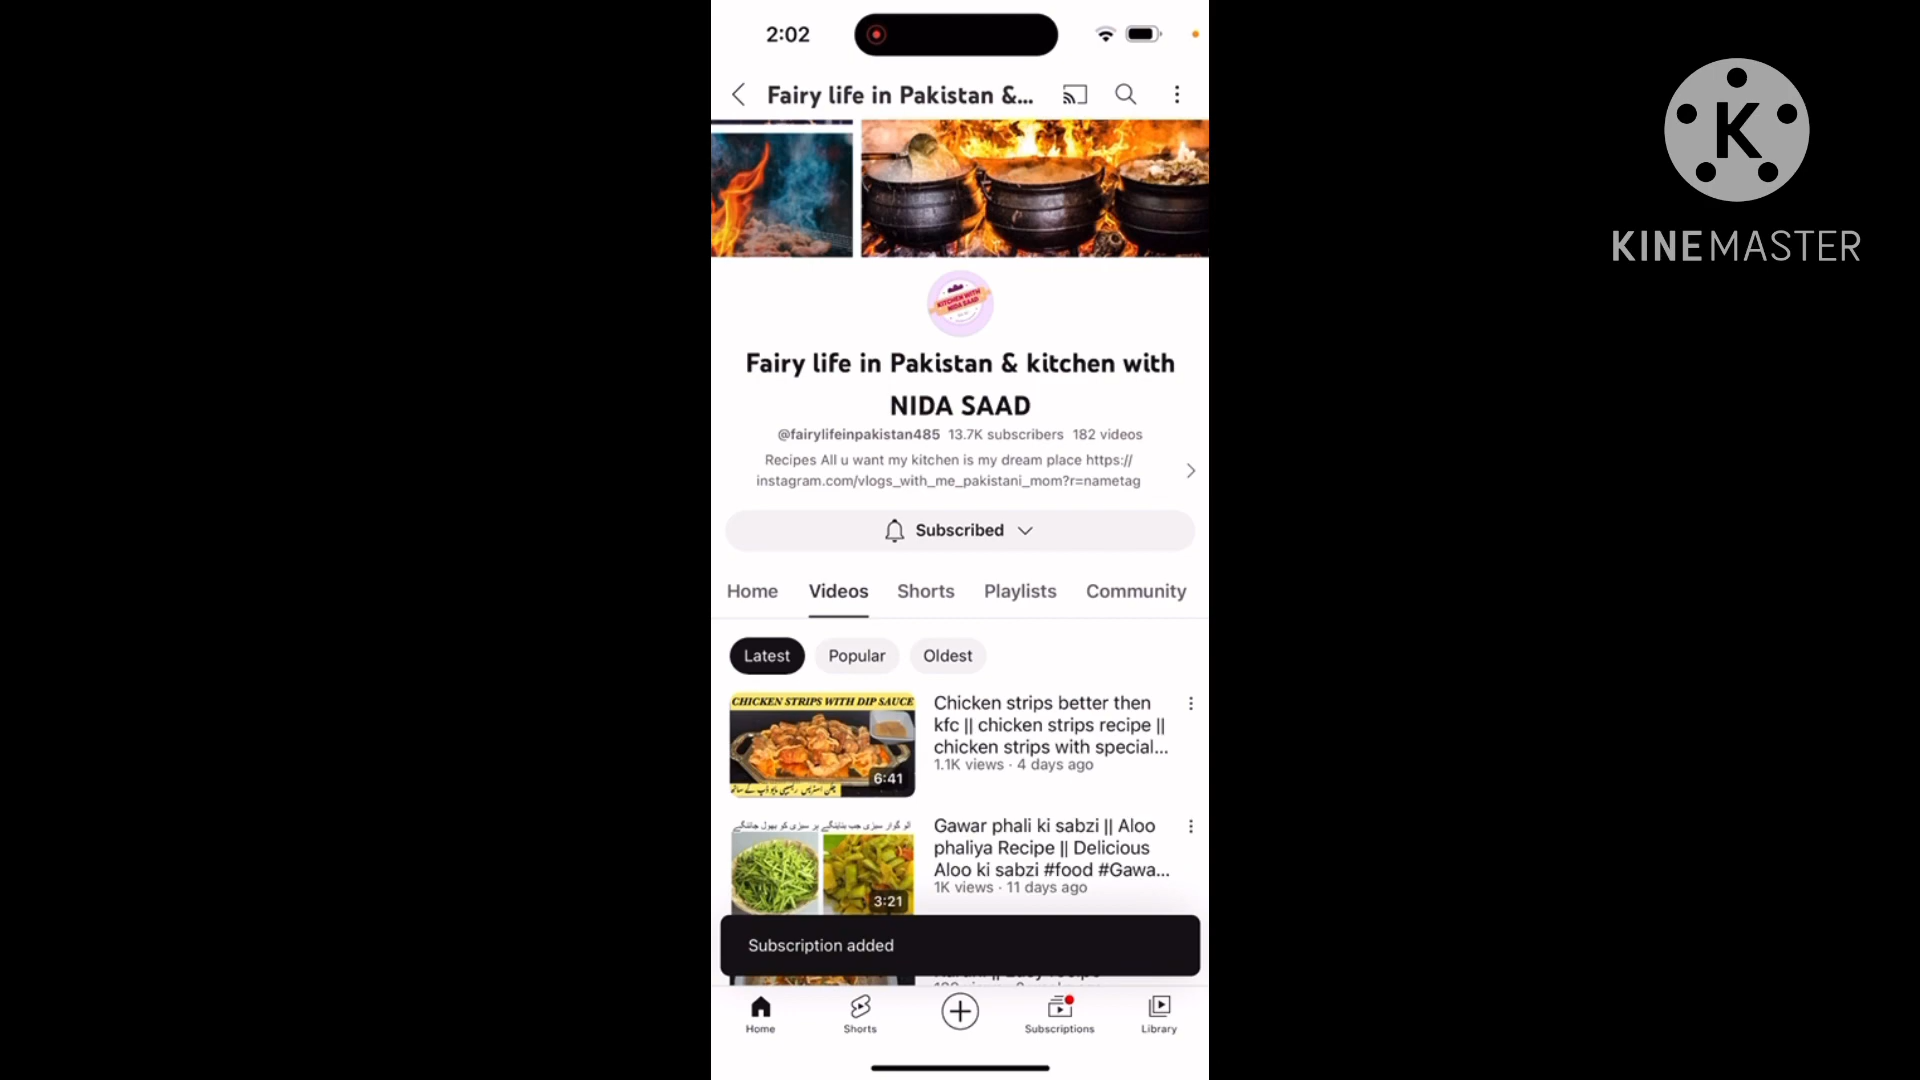 2:02
Fairy life in Pakistan &...
K
KINEMASTER
KITCHEN WITH
NIDA SAAD
Fairy life in Pakistan & kitchen with
NIDA SAAD
@fairylifeinpakistan485 13.7K subscribers 182 videos
Recipes All u want my kitchen is my dream place https://
instagram.com/vlogs_with_me_pakistani_mom?r=nametag
Subscribed
Home Videos Shorts Playlists Community
Latest Popular Oldest
CHICKEN STRIPS WITH DIP SAUCE
6:41
Chicken strips better then
kfc || chicken strips recipe ||
chicken strips with special...
1.1K views · 4 days ago
3:21
Gawar phali ki sabzi || Aloo
phaliya Recipe || Delicious
Aloo ki sabzi #food #Gawa...
1K views · 11 days ago
Subscription added
Home Shorts Subscriptions Library